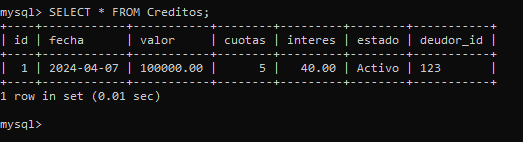 mysql> SELECT * FROM Creditos;
+----+------------+-----------+--------+---------+--------+-----------+
| id | fecha      | valor     | cuotas | interes | estado | deudor_id |
+----+------------+-----------+--------+---------+--------+-----------+
|  1 | 2024-04-07 | 100000.00 |      5 |   40.00 | Activo | 123       |
+----+------------+-----------+--------+---------+--------+-----------+
1 row in set (0.01 sec)
mysql>